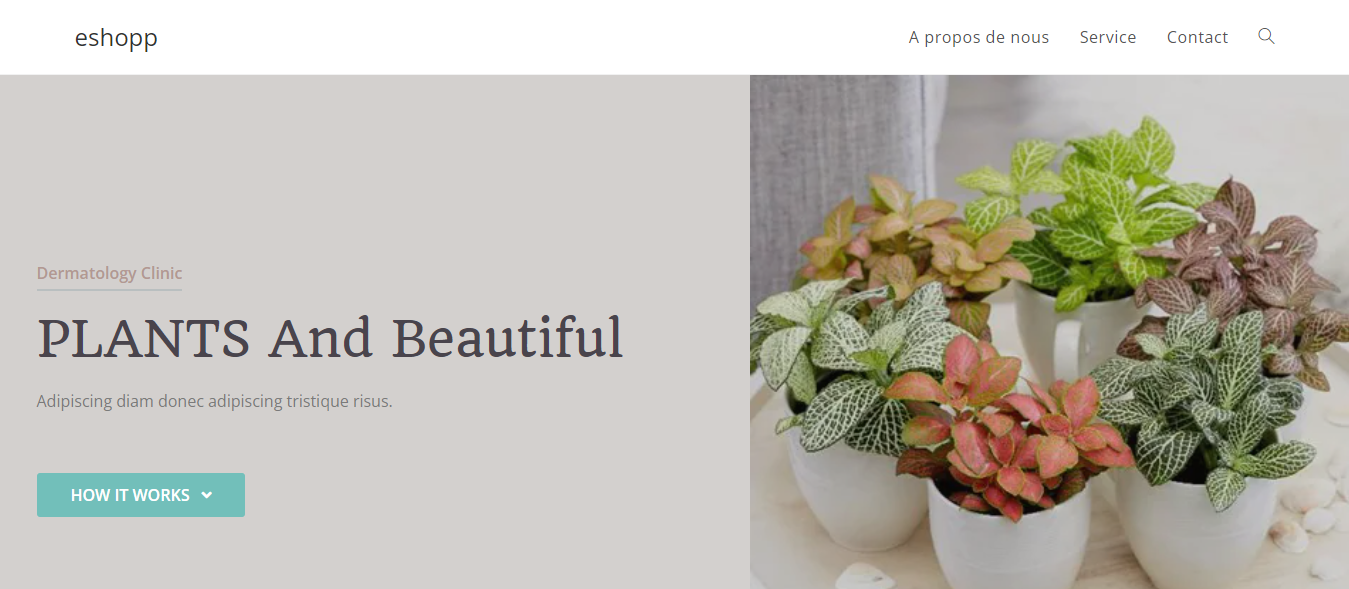 eshopp
A propos de nous Service Contact
Dermatology Clinic
PLANTS And Beautiful
Adipiscing diam donec adipiscing tristique risus.
HOW IT WORKS